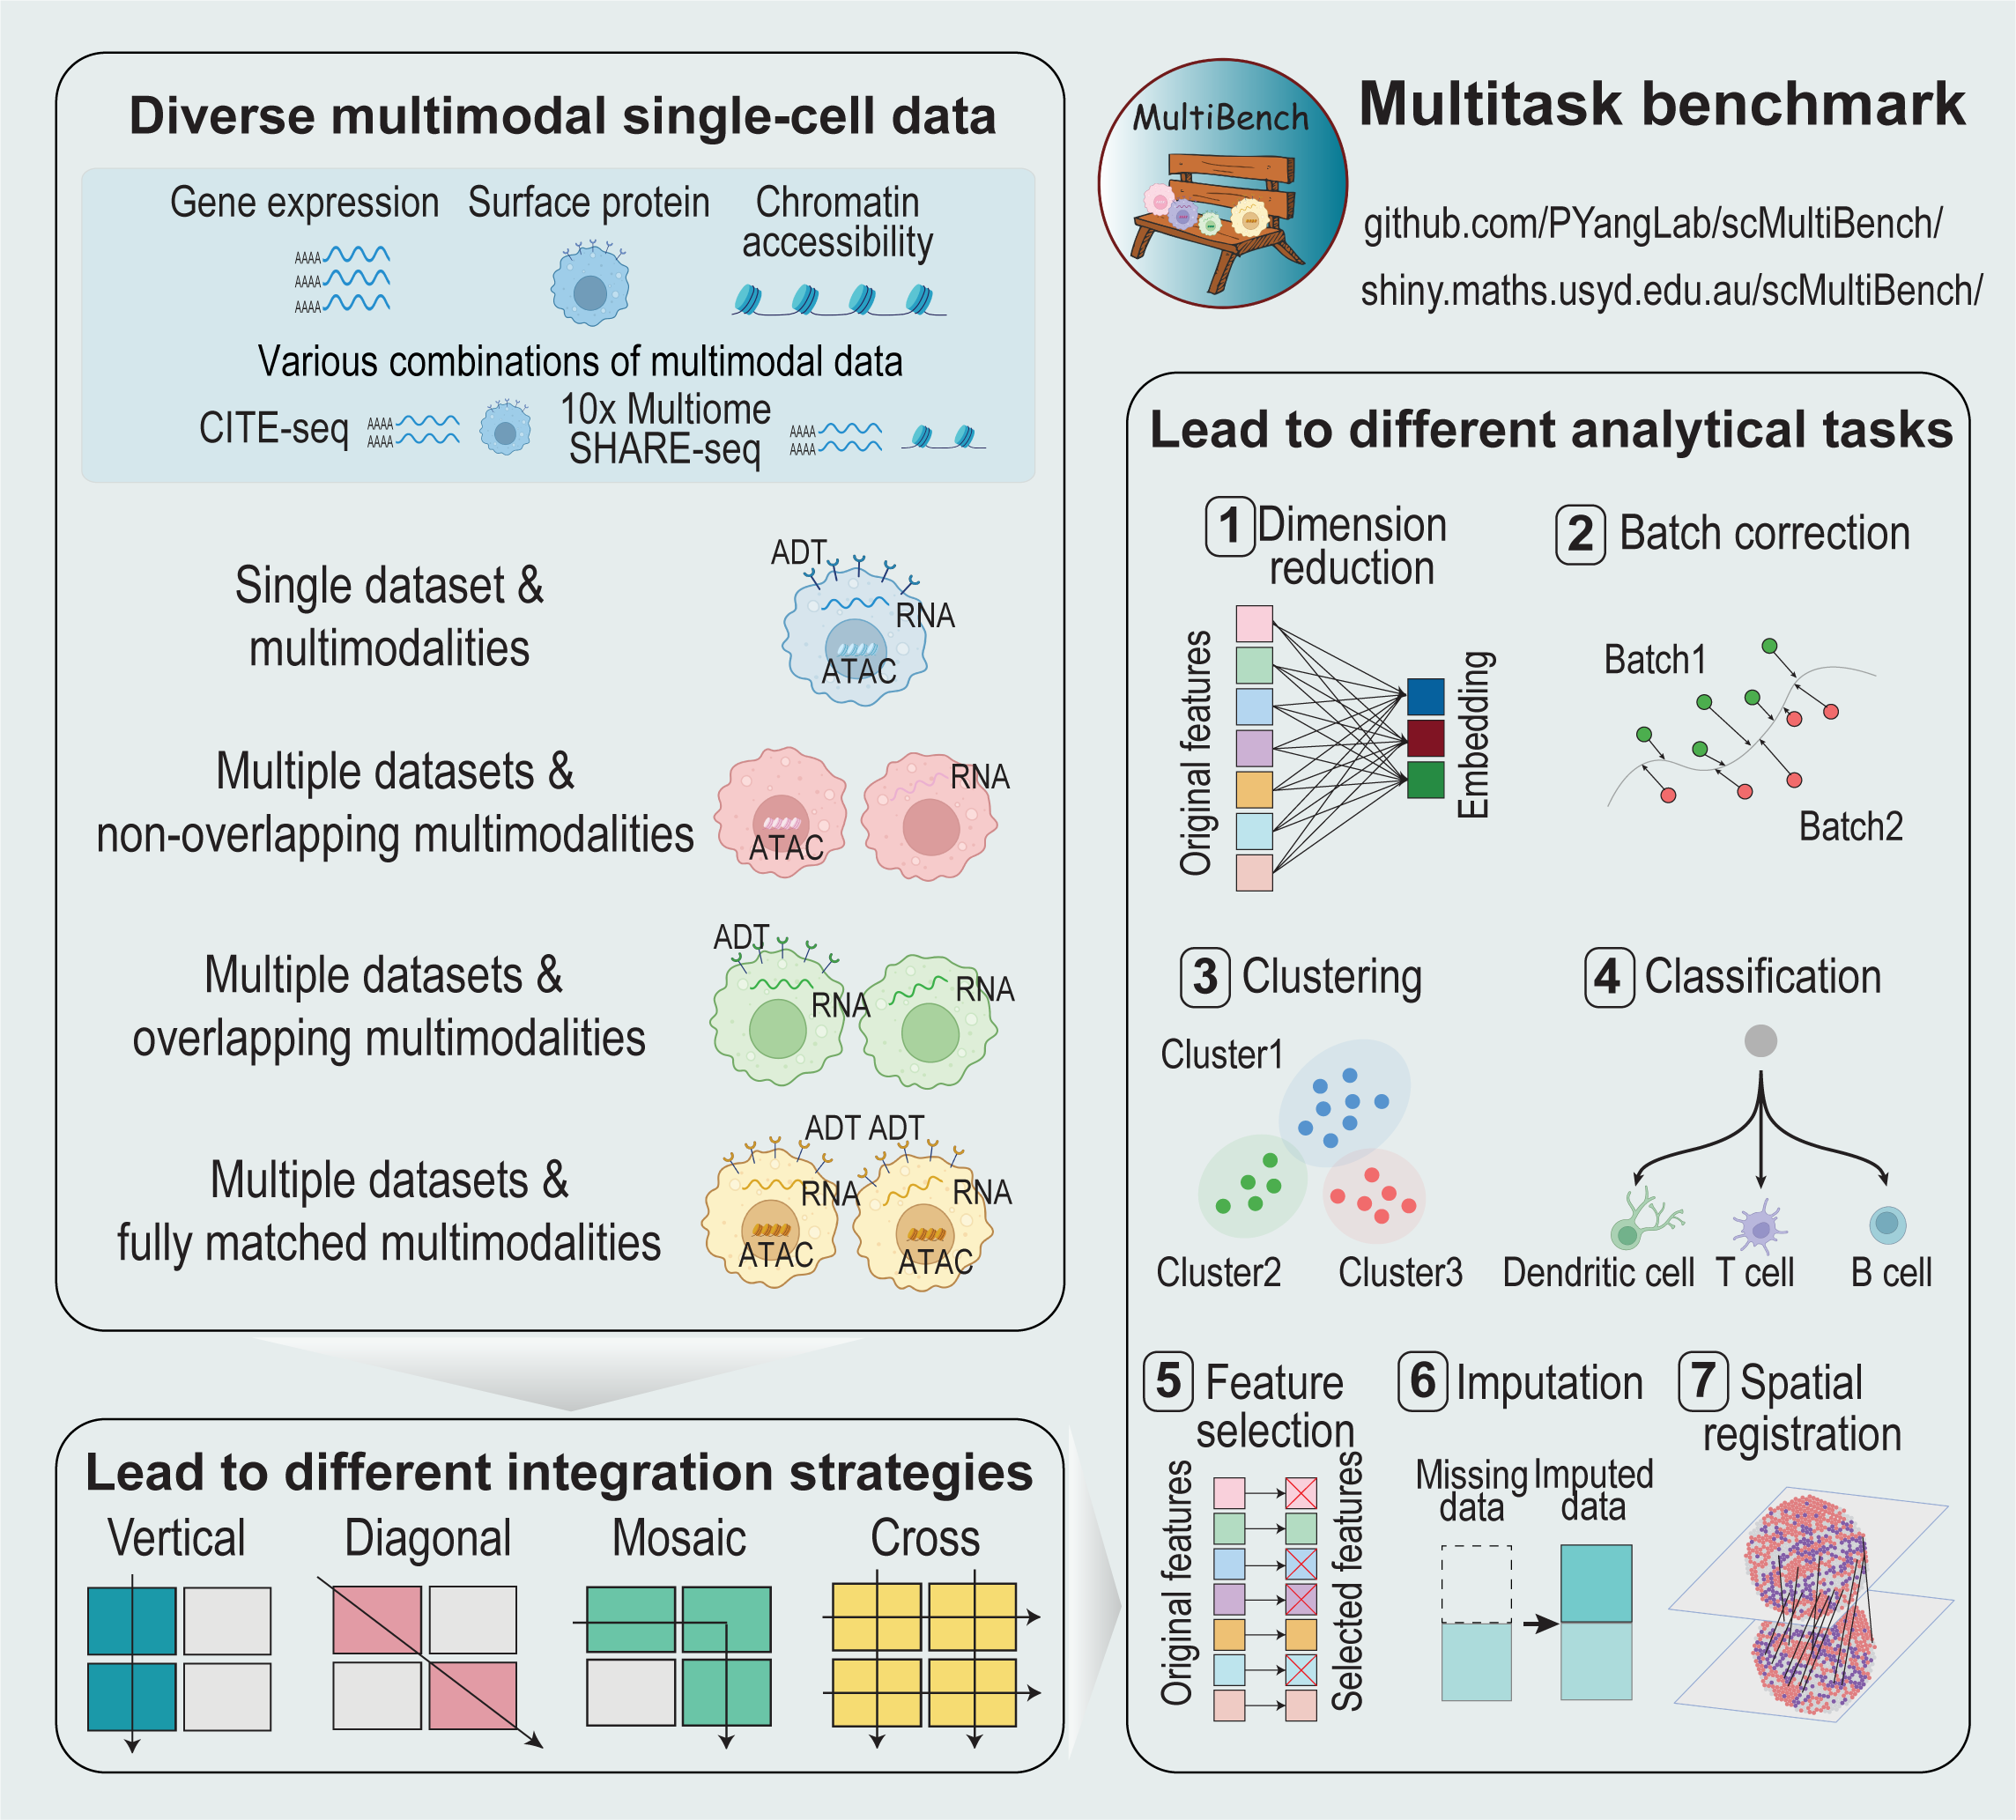 Diverse multimodal single-cell data
Gene expression
Surface protein
Chromatin
accessibility
AAAA
AAAA
AAAA
Various combinations of multimodal data
CITE-seq
AAAA
AAAA
10x Multiome
SHARE-seq
AAAA
AAAA
Single dataset &
multimodalities
ADT
RNA
ATAC
Multiple datasets &
non-overlapping multimodalities
ATAC
RNA
Multiple datasets &
overlapping multimodalities
ADT
RNA
RNA
Multiple datasets &
fully matched multimodalities
ADT ADT
RNA
RNA
ATAC
ATAC
Lead to different integration strategies
Vertical
Diagonal
Mosaic
Cross
MultiBench
Multitask benchmark
github.com/PYangLab/scMultiBench/
shiny.maths.usyd.edu.au/scMultiBench/
Lead to different analytical tasks
1 Dimension
reduction
Original features
Embedding
2 Batch correction
Batch1
Batch2
3 Clustering
Cluster1
Cluster2
Cluster3
4 Classification
Dendritic cell
T cell
B cell
5 Feature
selection
Original features
Selected features
6 Imputation
Missing
data
Imputed
data
7 Spatial
registration